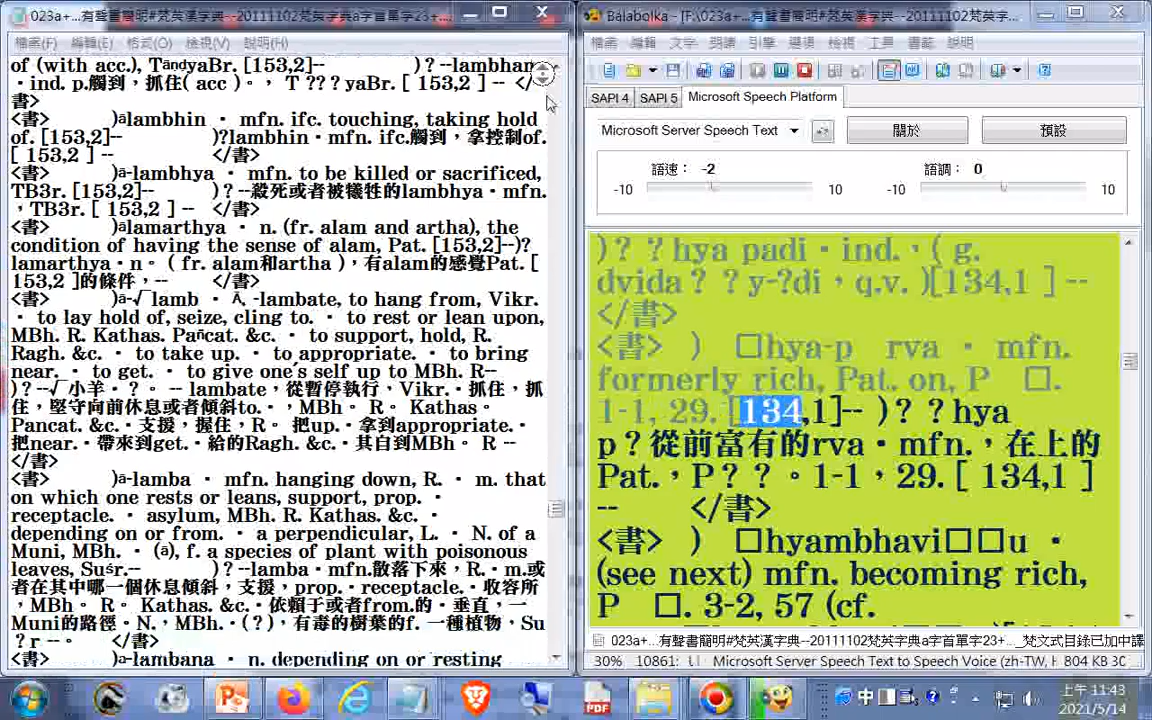 023a+...有聲書簡明#梵英漢字典--20111102梵英字典a字首單字23+...
檔案(F) 編輯(E) 格式(O) 檢視(V) 說明(H)
of (with acc.), TāṇḍyaBr. [153,2]-- )? --lambham
‧ ind. p.觸到，抓住( acc )。 ， T ???yaBr. [ 153,2 ] -- </
書>
<書> )ālambhin ‧ mfn. ifc. touching, taking hold
of. [153,2]-- )?lambhin‧mfn. ifc.觸到，拿控制of.
[ 153,2 ] -- </書>
<書> )ā-lambhya ‧ mfn. to be killed or sacrificed,
TB3r. [153,2]-- )? --殺死或者被犧牲的lambhya‧mfn.
，TB3r. [ 153,2 ] -- </書>
<書> )ālamarthya ‧ n. (fr. alam and artha), the
condition of having the sense of alam, Pat. [153,2]--)?
lamarthya‧n。 ( fr. alam和artha )，有alam的感覺Pat. [
153,2 ]的條件， -- </書>
<書> )ā-√ lamb ‧ Ā. -lambate, to hang from, Vikr.
‧ to lay hold of, seize, cling to. ‧ to rest or lean upon,
MBh. R. Kathas. Pañcat. &c. ‧ to support, hold, R.
Ragh. &c. ‧ to take up. ‧ to appropriate. ‧ to bring
near. ‧ to get. ‧ to give one's self up to MBh. R--
)? --√ 小羊‧ ? 。 -- lambate，從暫停執行，Vikr.‧抓住，抓
住，堅守向前休息或者傾斜to.‧，MBh。 R。 Kathas。
Pancat. &c.‧支援，握住，R。 把up.‧拿到appropriate.‧
把near.‧帶來到get.‧給的Ragh. &c.‧其自到MBh。 R --
</書>
<書> )ā-lamba ‧ mfn. hanging down, R. ‧ m. that
on which one rests or leans, support, prop. ‧
receptacle. ‧ asylum, MBh. R. Kathas. &c. ‧
depending on or from. ‧ a perpendicular, L. ‧ N. of a
Muni, MBh. ‧ (ā), f. a species of plant with poisonous
leaves, Suśr.-- )? --lamba‧mfn.散落下來，R.‧m.或
者在其中哪一個休息傾斜，支援，prop.‧receptacle.‧收容所
，MBh。 R。 Kathas. &c.‧依賴于或者from.的‧垂直，一
Muni的路徑‧N.，MBh.‧(?)，有毒的樹葉的f. 一種植物，Su
?r --。 </書>
<書> )ā-lambana ‧ n. depending on or resting
Balabolka - [F:\023a+...有聲書簡明#梵英漢字典--20111102梵英字...
檔案 編輯 文字 朗讀 引擎 選項 檢視 工具 書籤 說明
SAPI 4 SAPI 5 Microsoft Speech Platform
Microsoft Server Speech Text 關於 預設
語速： -2 語調： 0
-10 10 -10 10
)? ?hya padi‧ind.，( g.
dvida? ?y-?di，q.v. )[134,1 ] --
</書>
<書> ) □hya-p rva ‧ mfn.
formerly rich, Pat. on, P □.
1-1, 29. [134,1]-- )? ?hya
p?從前富有的rva‧mfn.，在上的
Pat.，P? ?。1-1，29. [ 134,1 ]
-- </書>
<書> ) □hyambhavi□□u ‧
(see next) mfn. becoming rich,
P □. 3-2, 57 (cf.
023a+...有聲書簡明#梵英漢字典--20111102梵英字典a字首單字23+..._梵文式目錄已加中譯
30% 10861: Microsoft Server Speech Text to Speech Voice (zh-TW, H 804 KB
中
上午 11:43
2021/5/14